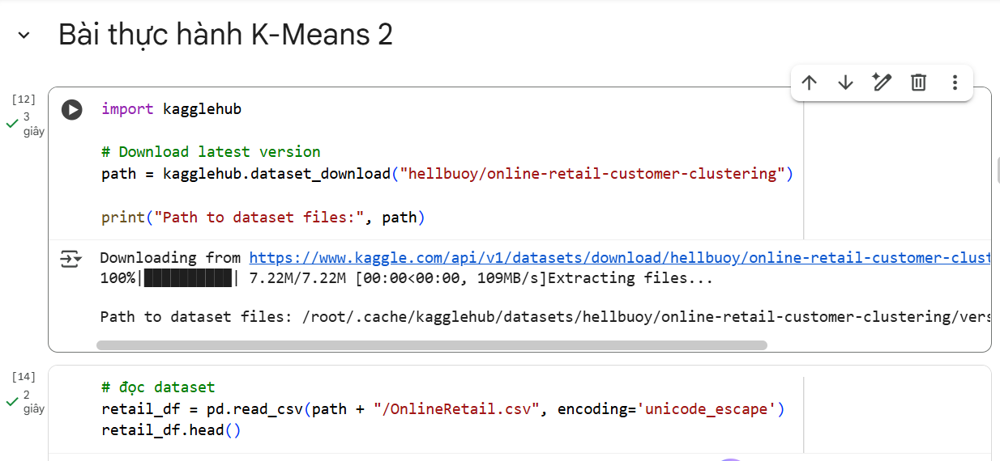 Bài thực hành K-Means 2
[12]
3
giây
import kagglehub
# Download latest version
path = kagglehub.dataset_download("hellbuoy/online-retail-customer-clustering")
print("Path to dataset files:", path)
Downloading from https://www.kaggle.com/api/v1/datasets/download/hellbuoy/online-retail-customer-clust
100%|██████████| 7.22M/7.22M [00:00<00:00, 109MB/s]Extracting files...
Path to dataset files: /root/.cache/kagglehub/datasets/hellbuoy/online-retail-customer-clustering/vers
[14]
2
giây
# đọc dataset
retail_df = pd.read_csv(path + "/OnlineRetail.csv", encoding='unicode_escape')
retail_df.head()